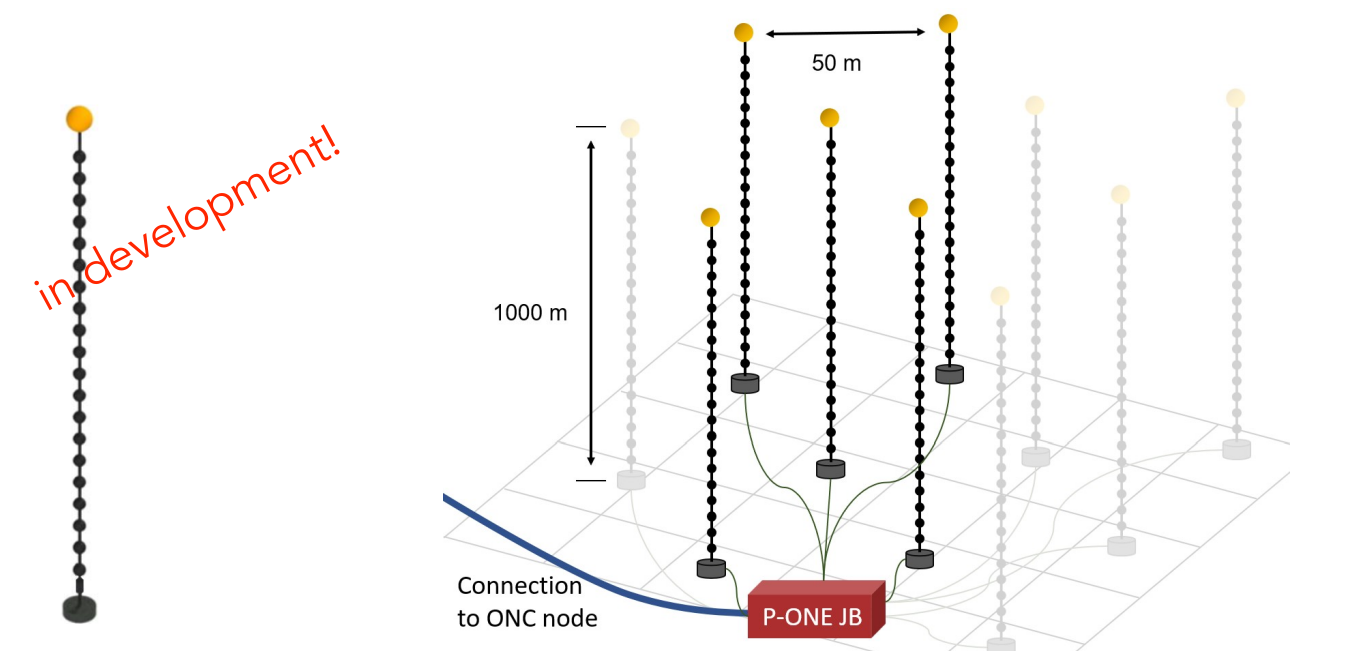 in development!
50 m
1000 m
Connection
to ONC node
P-ONE JB